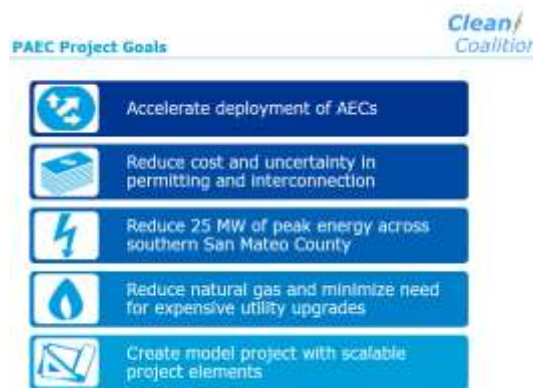 Clean
Coalition
PAEC Project Goals
Accelerate deployment of AECs
Reduce cost and uncertainty in
permitting and interconnection
Reduce 25 MW of peak energy across
southern San Mateo County
Reduce natural gas and minimize need
for expensive utility upgrades
Create model project with scalable
project elements